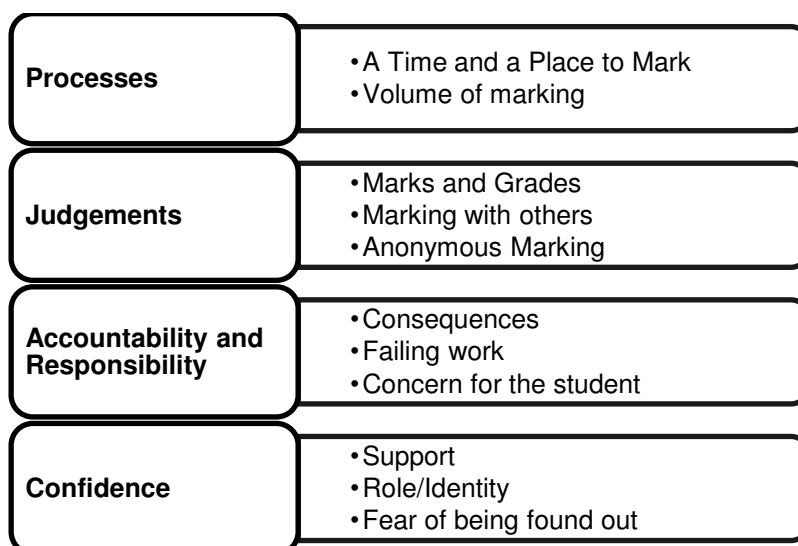 Processes
•A Time and a Place to Mark
•Volume of marking
Judgements
•Marks and Grades
•Marking with others
•Anonymous Marking
Accountability and
Responsibility
•Consequences
•Failing work
•Concern for the student
Confidence
•Support
•Role/Identity
•Fear of being found out